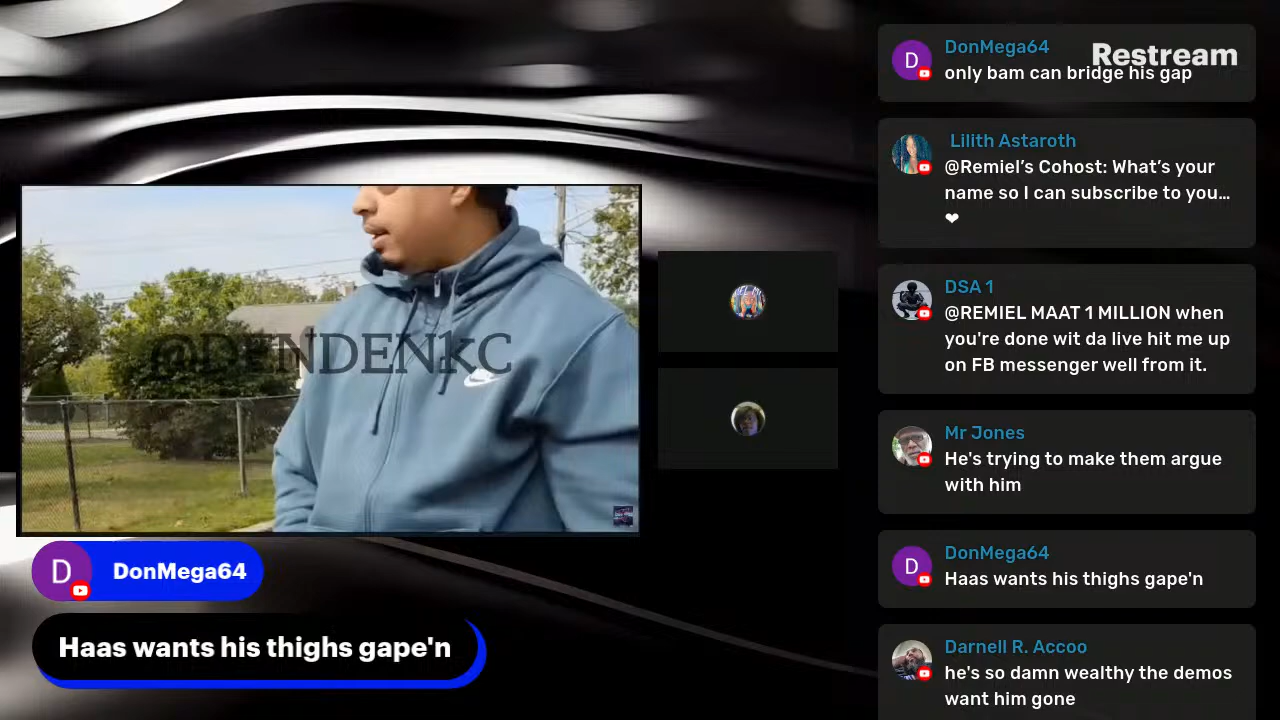 Restream
DonMega64
only bam can bridge his gap
Lilith Astaroth
@Remiel’s Cohost: What’s your
name so I can subscribe to you…
❤
DSA 1
@REMIEL MAAT 1 MILLION when
you're done wit da live hit me up
on FB messenger well from it.
Mr Jones
He's trying to make them argue
with him
D DonMega64
Haas wants his thighs gape'n
Darnell R. Accoo
he's so damn wealthy the demos
want him gone
@DENDENKC
D DonMega64
Haas wants his thighs gape'n